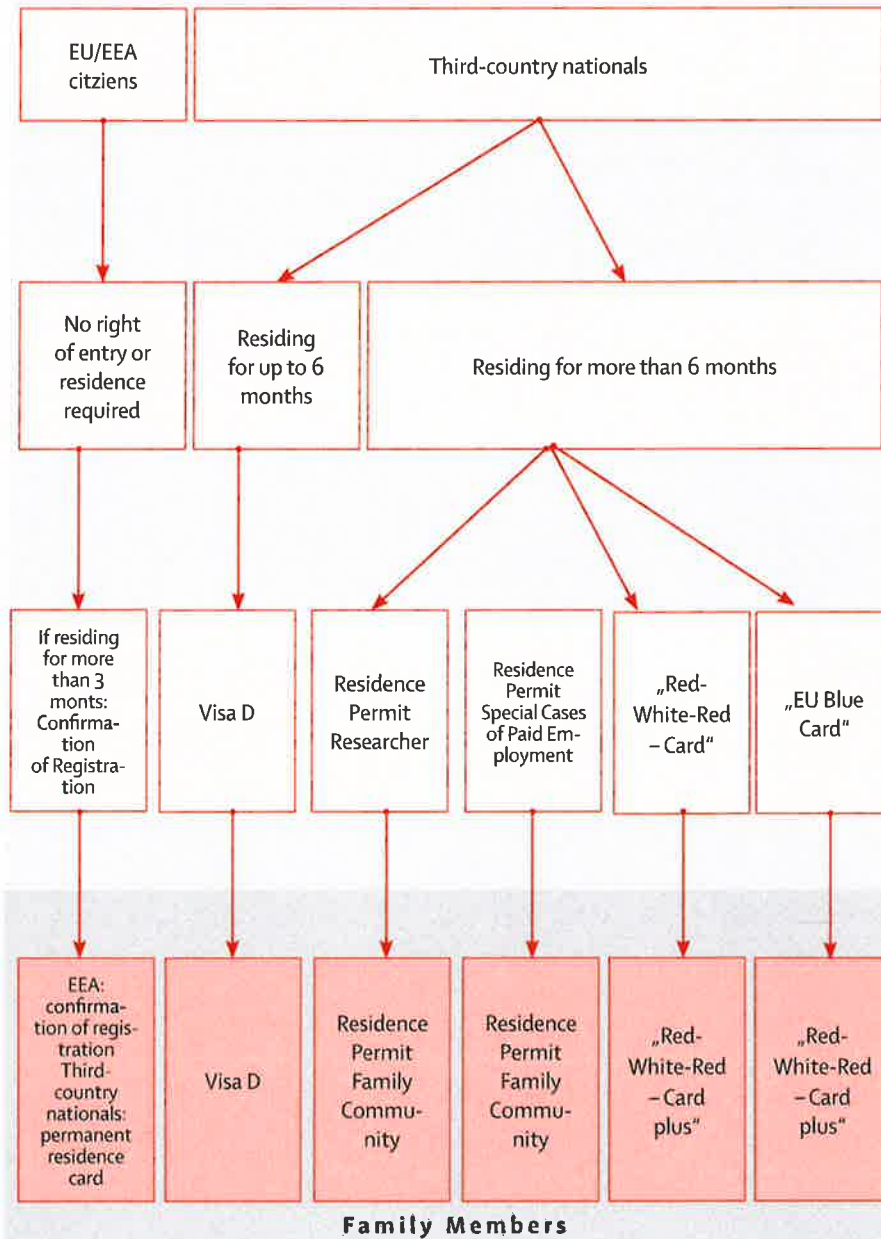 EU/EEA
citziens
Third-country nationals
No right
of entry or
residence
required
Residing
for up to 6
months
Residing for more than 6 months
If residing
for more
than 3
monts:
Confirma-
tion
of Registra-
tion
Visa D
Residence
Permit
Researcher
Residence
Permit
Special Cases
of Paid Em-
ployment
„Red-
White-Red
– Card“
„EU Blue
Card“
EEA:
confirma-
tion of regis-
tration
Third-
country
nationals:
permanent
residence
card
Visa D
Residence
Permit
Family
Commu-
nity
Residence
Permit
Family
Commu-
nity
„Red-
White-Red
– Card
plus“
„Red-
White-Red
– Card
plus“
Family Members